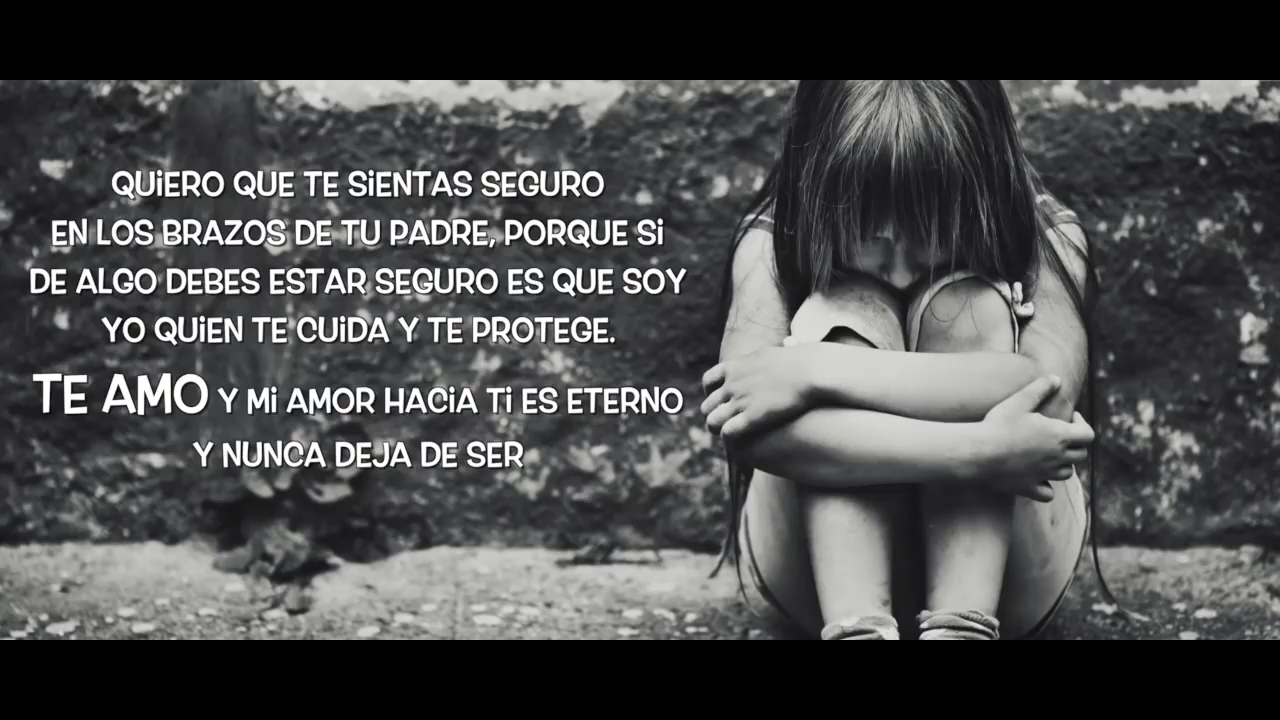 QUiERO QUE TE SiENTAS SEGURO
EN LOS BRAZOS DE TU PADRE, PORQUE Si
DE ALGO DEBES ESTAR SEGURO ES QUE SOY
YO QUiEN TE CUiDA Y TE PROTEGE.
TE AMO Y Mi AMOR HACiA Ti ES ETERNO
Y NUNCA DEJA DE SER